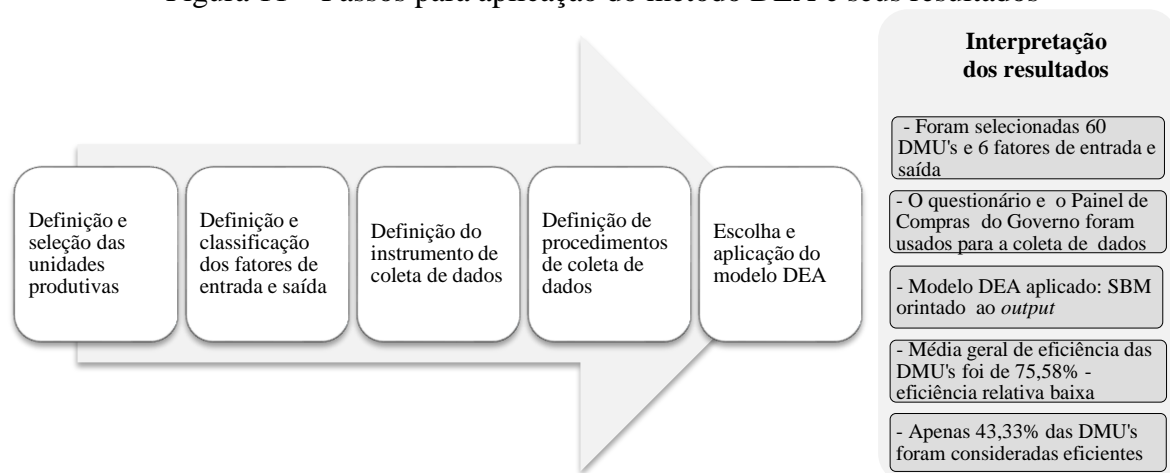 Figura 11 – Passos para aplicação do método DEA e seus resultados
Definição e
seleção das
unidades
produtivas
Definição e
classificação
dos fatores de
entrada e saída
Definição do
instrumento de
coleta de dados
Definição de
procedimentos
de coleta de
dados
Escolha e
aplicação do
modelo DEA
Interpretação
dos resultados
- Foram selecionadas 60
DMU's e 6 fatores de entrada e
saída
- O questionário e o Painel de
Compras do Governo foram
usados para a coleta de dados
- Modelo DEA aplicado: SBM
orintado ao output
- Média geral de eficiência das
DMU's foi de 75,58% -
eficiência relativa baixa
- Apenas 43,33% das DMU's
foram consideradas eficientes